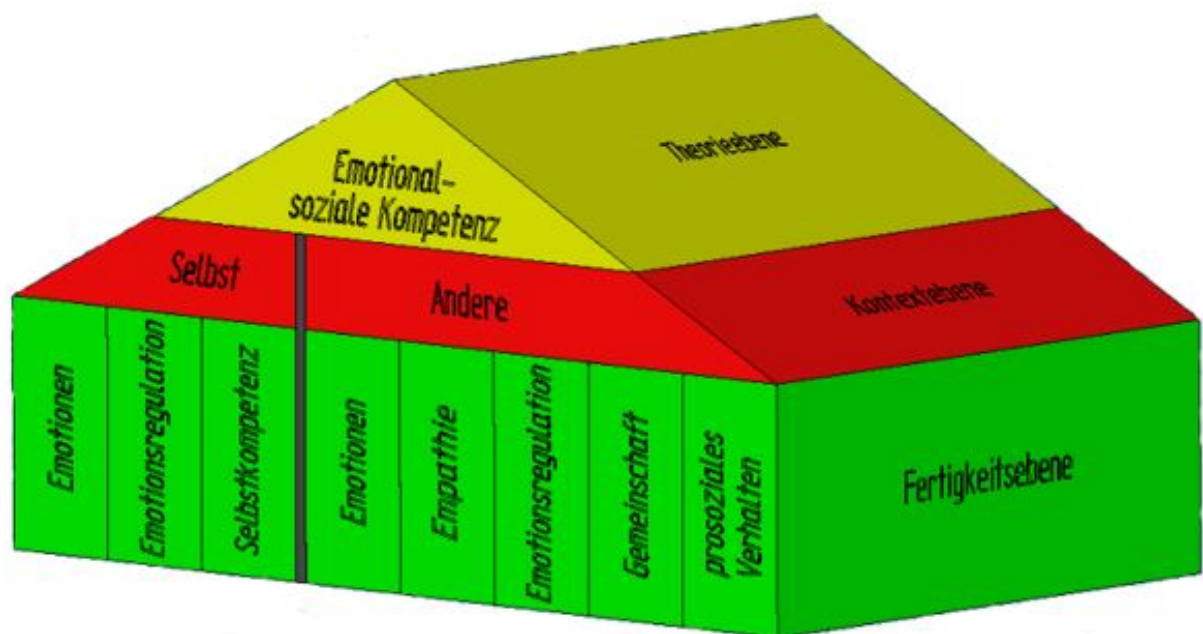 Emotional-
soziale Kompetenz
Theorieebene
Selbst
Andere
Kontextebene
Emotionen
Emotionsregulation
Selbstkompetenz
Emotionen
Empathie
Emotionsregulation
Gemeinschaft
prosoziales
Verhalten
Fertigkeitsebene